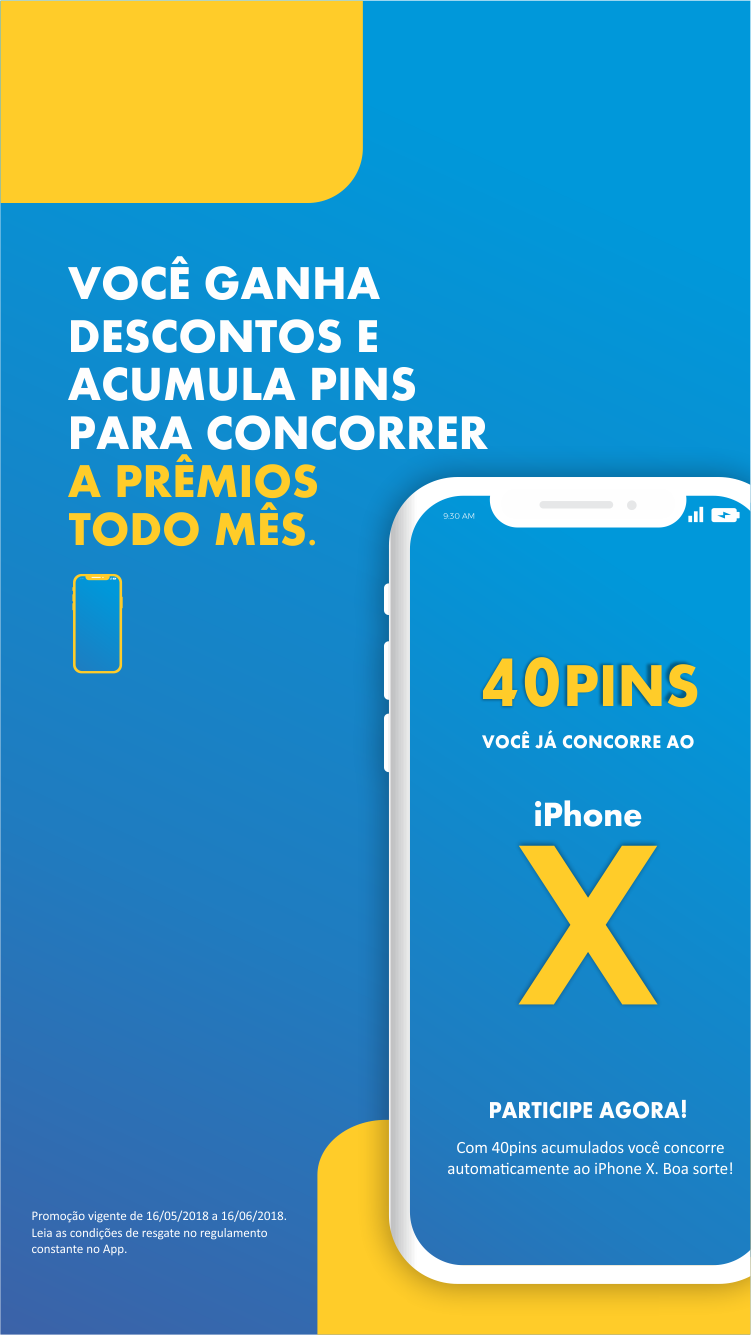 VOCÊ GANHA
DESCONTOS E
ACUMULA PINS
PARA CONCORRER
A PRÊMIOS
TODO MÊS.
9:30 AM
40PINS
VOCÊ JÁ CONCORRE AO
iPhone
X
PARTICIPE AGORA!
Com 40pins acumulados você concorre
automaticamente ao iPhone X. Boa sorte!
Promoção vigente de 16/05/2018 a 16/06/2018.
Leia as condições de resgate no regulamento
constante no App.